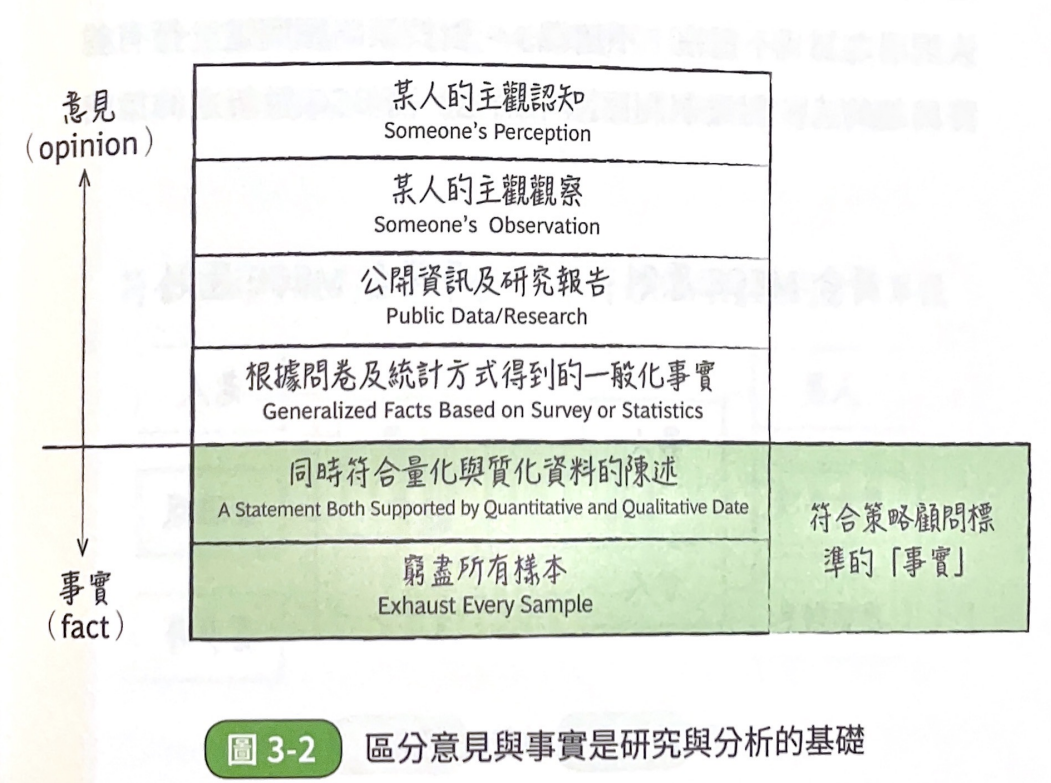 意見
（opinion）
某人的主觀認知
Someone's Perception
某人的主觀觀察
Someone's Observation
公開資訊及研究報告
Public Data/Research
根據問卷及統計方式得到的一般化事實
Generalized Facts Based on Survey or Statistics
同時符合量化與質化資料的陳述
A Statement Both Supported by Quantitative and Qualitative Date
窮盡所有樣本
Exhaust Every Sample
符合策略顧問標
準的「事實」
事實
（fact）
圖 3-2 區分意見與事實是研究與分析的基礎